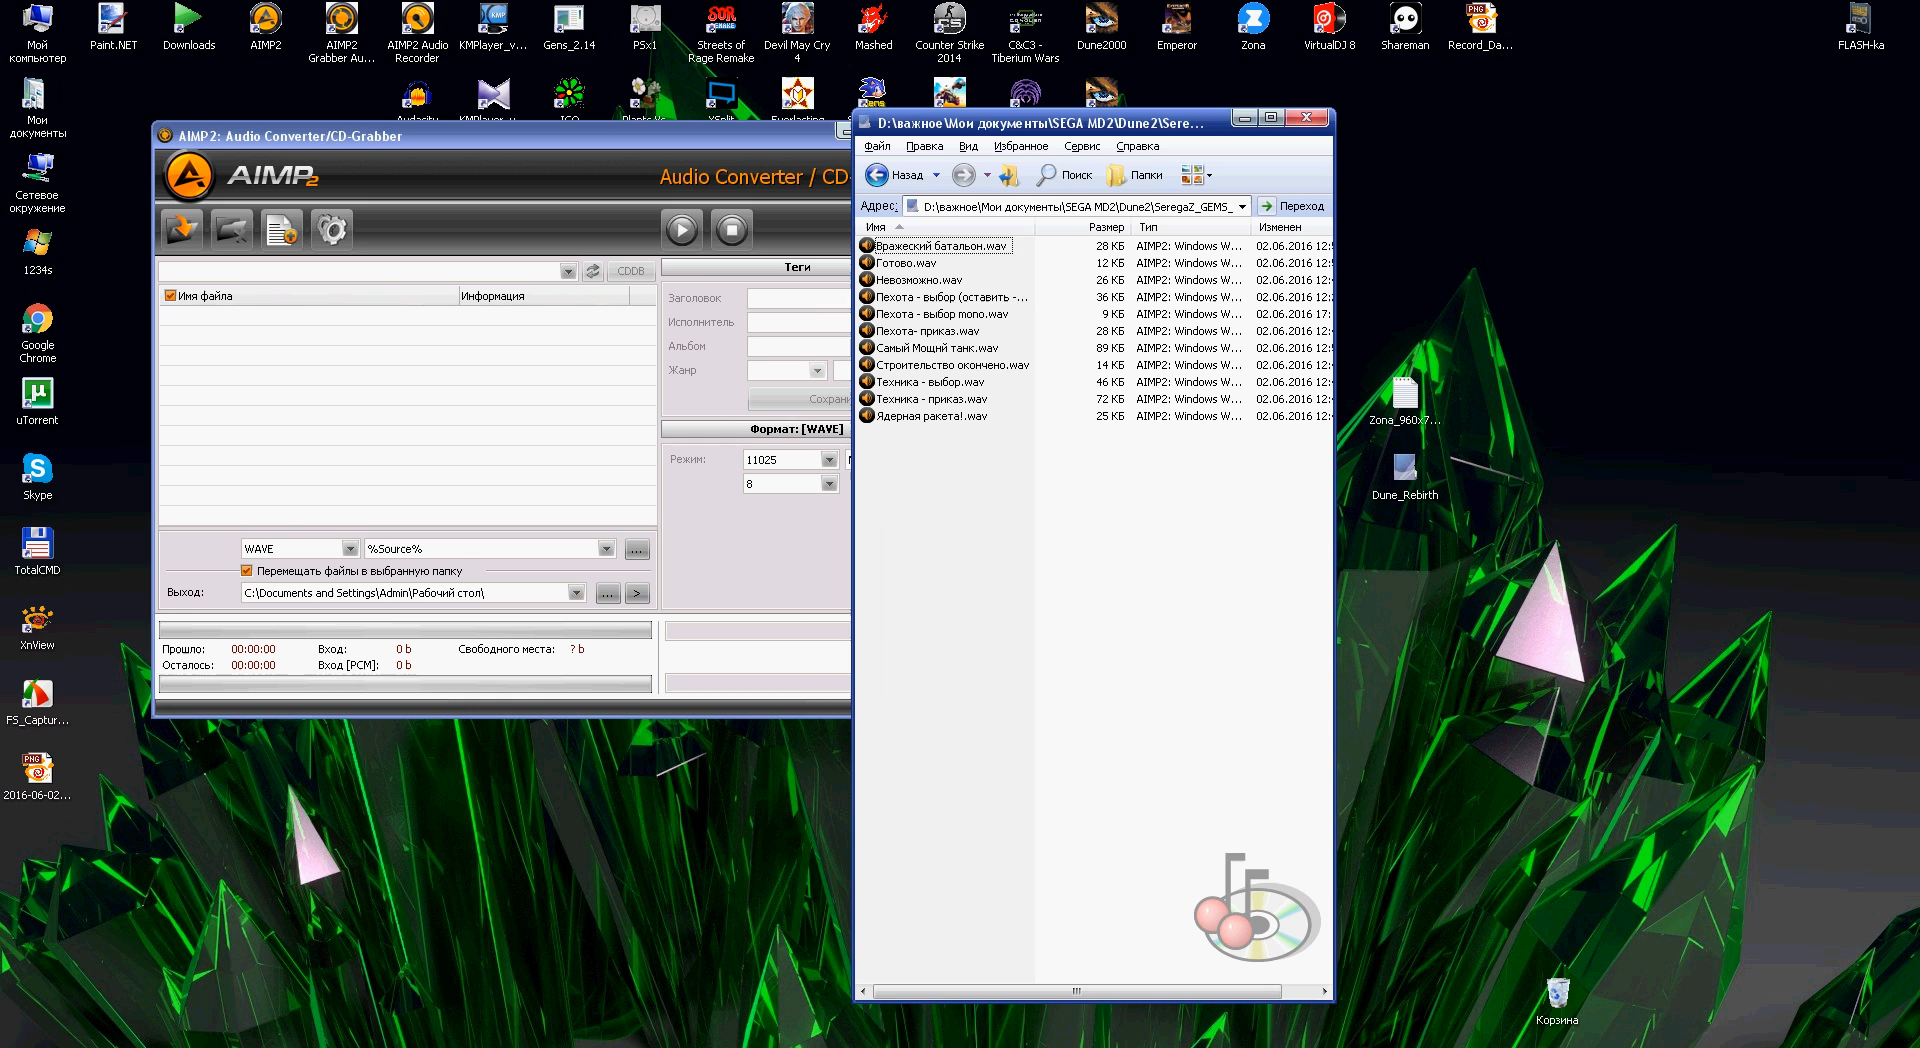 Мой
компьютер
Paint.NET
Downloads
AIMP2
AIMP2
Grabber Au...
AIMP2 Audio
Recorder
KMPlayer_v...
Gens_2.14
PSx1
Streets of
Rage Remake
Devil May Cry
4
Mashed
Counter Strike
2014
C&C3 -
Tiberium Wars
Dune2000
Emperor
Zona
VirtualDJ 8
Shareman
Record_Da...
FLASH-ka
Мои
документы
Сетевое
окружение
1234s
Google
Chrome
uTorrent
Skype
TotalCMD
XnView
FS_Captur...
2016-06-02...
AIMP2: Audio Converter/CD-Grabber
AIMP2
Audio Converter / CD-
CDDB
Имя файла
Информация
Теги
Заголовок
Исполнитель
Альбом
Жанр
Сохрани
Формат: [WAVE]
Режим:
11025
8
WAVE
%Source%
...
Перемещать файлы в выбранную папку
Выход:
C:\Documents and Settings\Admin\Рабочий стол\
...
>
Прошло: 00:00:00 Вход: 0 b Свободного места: ? b
Осталось: 00:00:00 Вход [PCM]: 0 b
D:\важное\Мои документы\SEGA MD2\Dune2\Sere...
Файл Правка Вид Избранное Сервис Справка
Назад Поиск Папки
Адрес: D:\важное\Мои документы\SEGA MD2\Dune2\SeregaZ_GEMS_ Переход
Имя Размер Тип Изменен
Вражеский батальон.wav 28 КБ AIMP2: Windows W... 02.06.2016 12:
Готово.wav 12 КБ AIMP2: Windows W... 02.06.2016 12:
Невозможно.wav 26 КБ AIMP2: Windows W... 02.06.2016 12:
Пехота - выбор (оставить -... 36 КБ AIMP2: Windows W... 02.06.2016 12:
Пехота - выбор mono.wav 9 КБ AIMP2: Windows W... 02.06.2016 17:
Пехота- приказ.wav 28 КБ AIMP2: Windows W... 02.06.2016 12:
Самый Мощнй танк.wav 89 КБ AIMP2: Windows W... 02.06.2016 12:
Строительство окончено.wav 14 КБ AIMP2: Windows W... 02.06.2016 12:
Техника - выбор.wav 46 КБ AIMP2: Windows W... 02.06.2016 12:
Техника - приказ.wav 72 КБ AIMP2: Windows W... 02.06.2016 12:
Ядерная ракета!.wav 25 КБ AIMP2: Windows W... 02.06.2016 12:
Zona_960x7...
Dune_Rebirth
Корзина